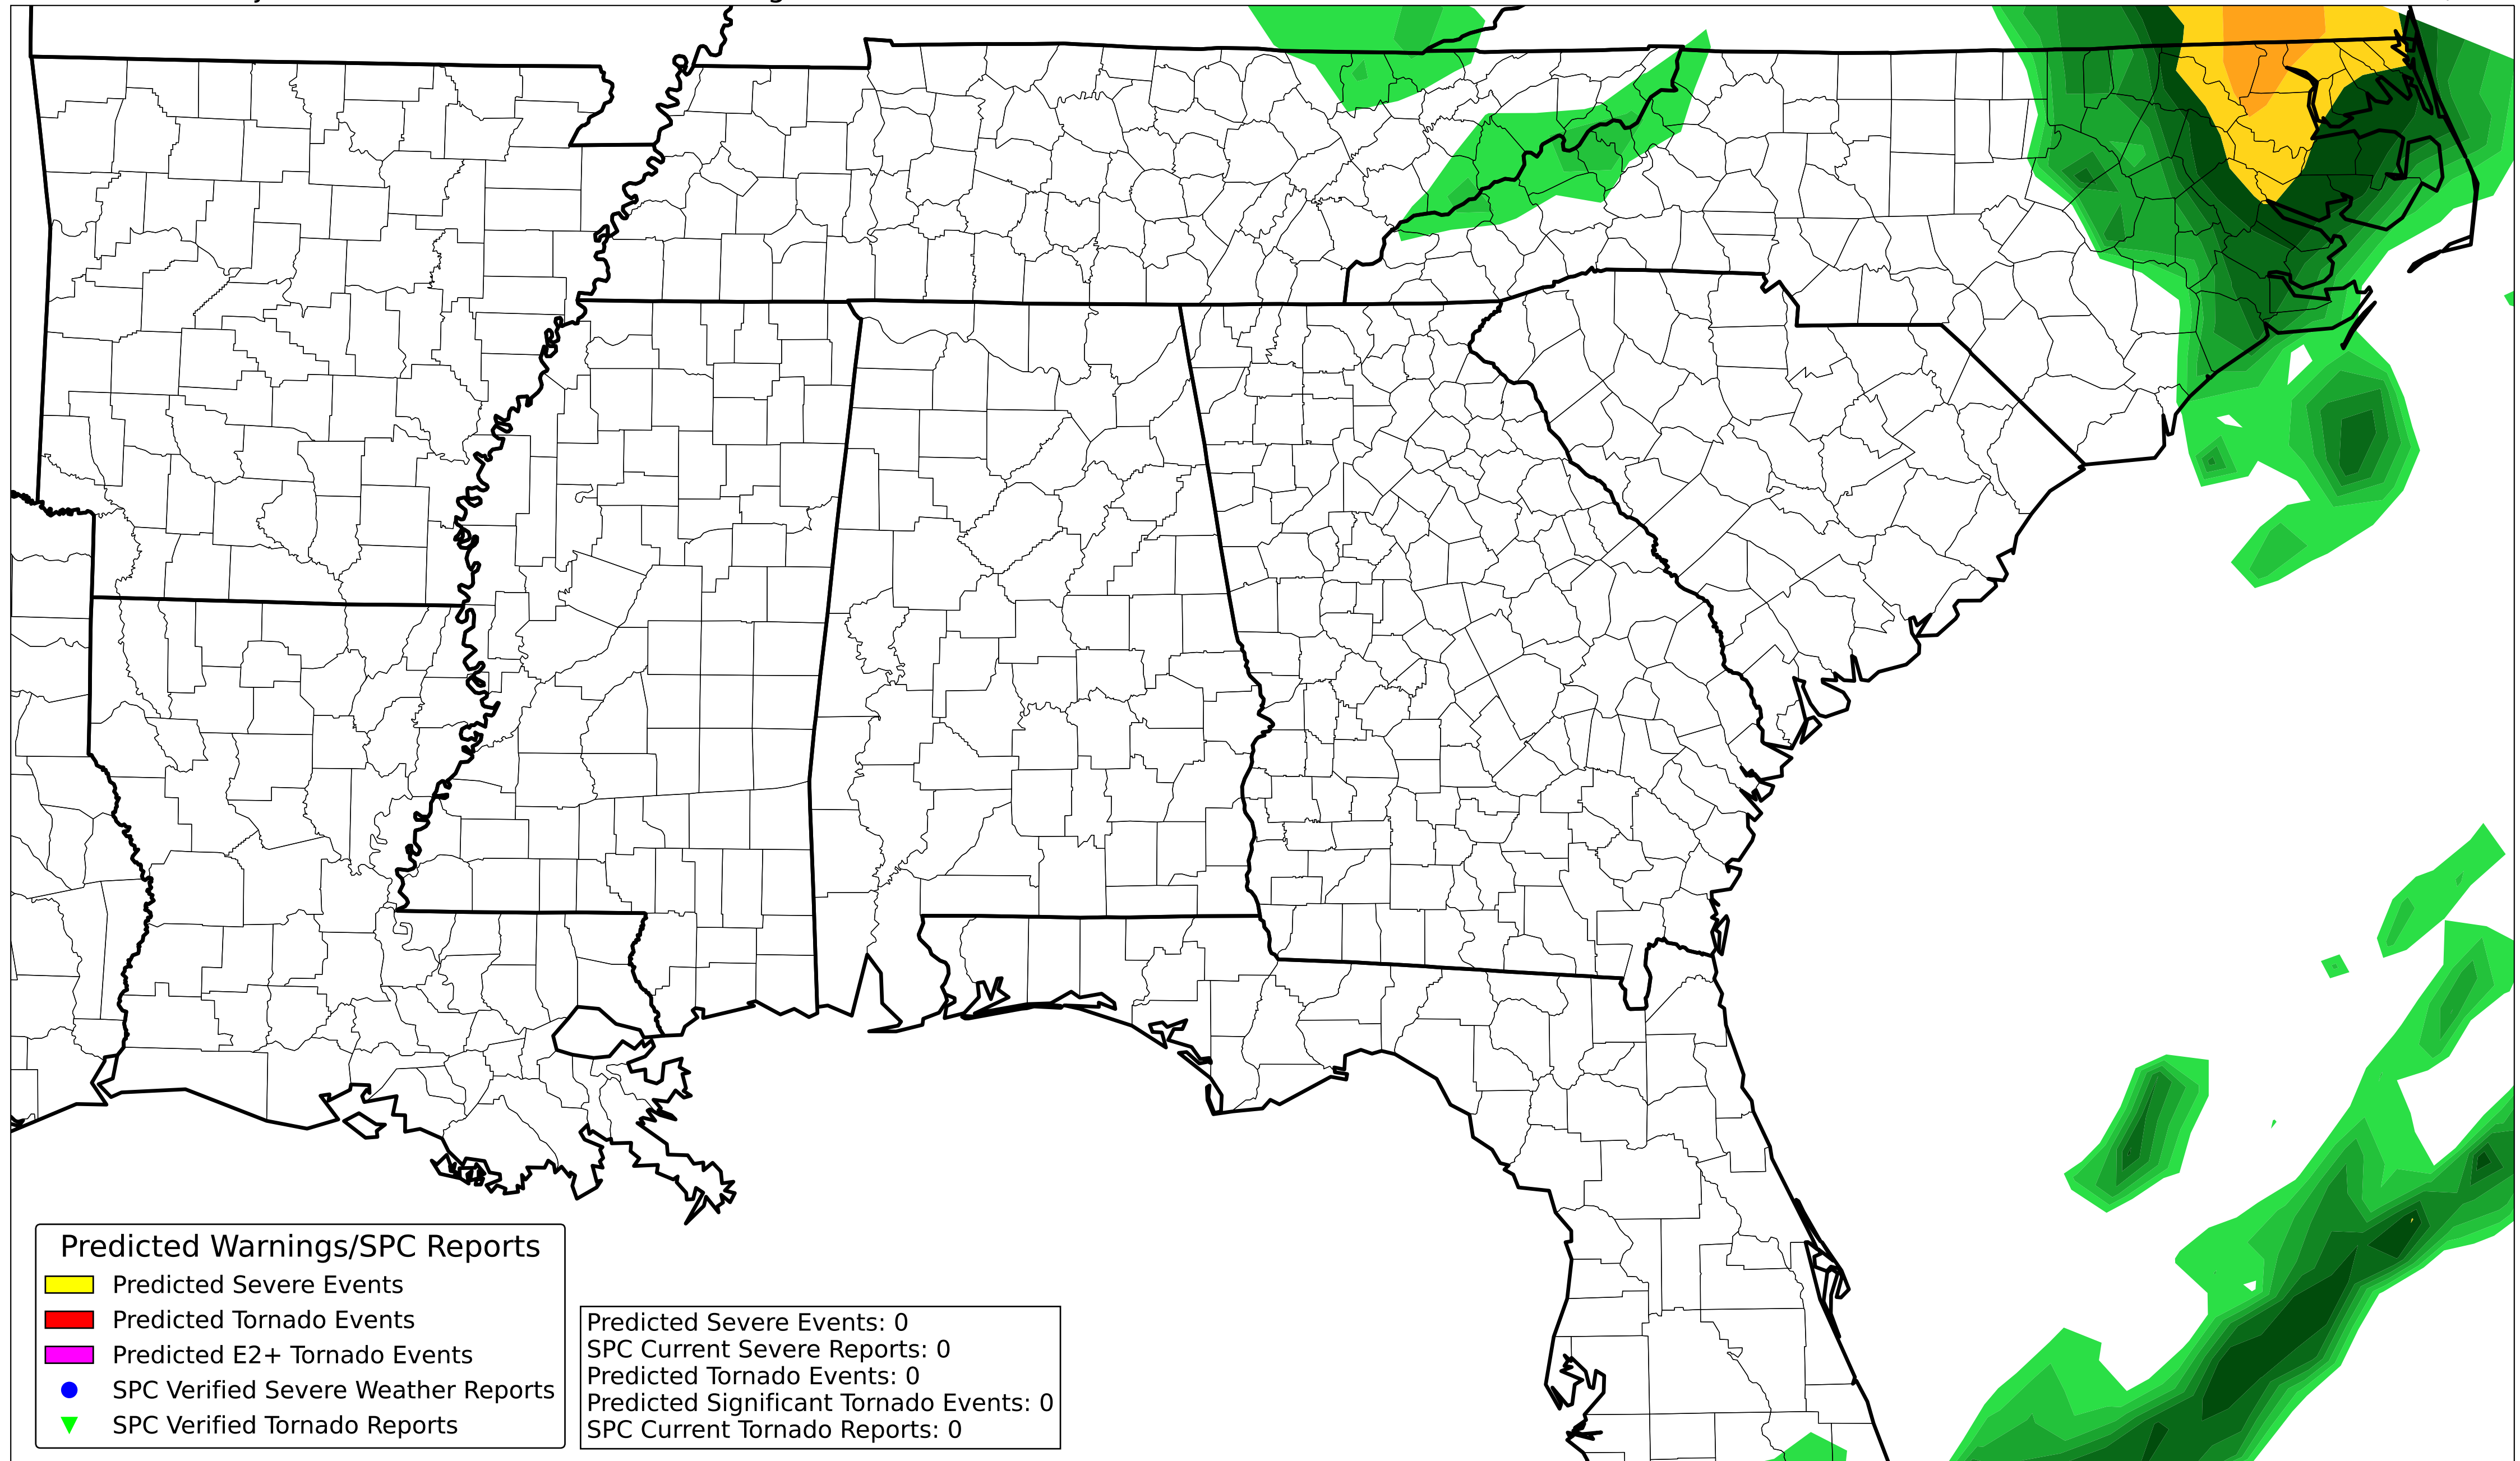 Predicted Warnings/SPC Reports
Predicted Severe Events
Predicted Tornado Events
Predicted E2+ Tornado Events
SPC Verified Severe Weather Reports
SPC Verified Tornado Reports
Predicted Severe Events: 0
SPC Current Severe Reports: 0
Predicted Tornado Events: 0
Predicted Significant Tornado Events: 0
SPC Current Tornado Reports: 0